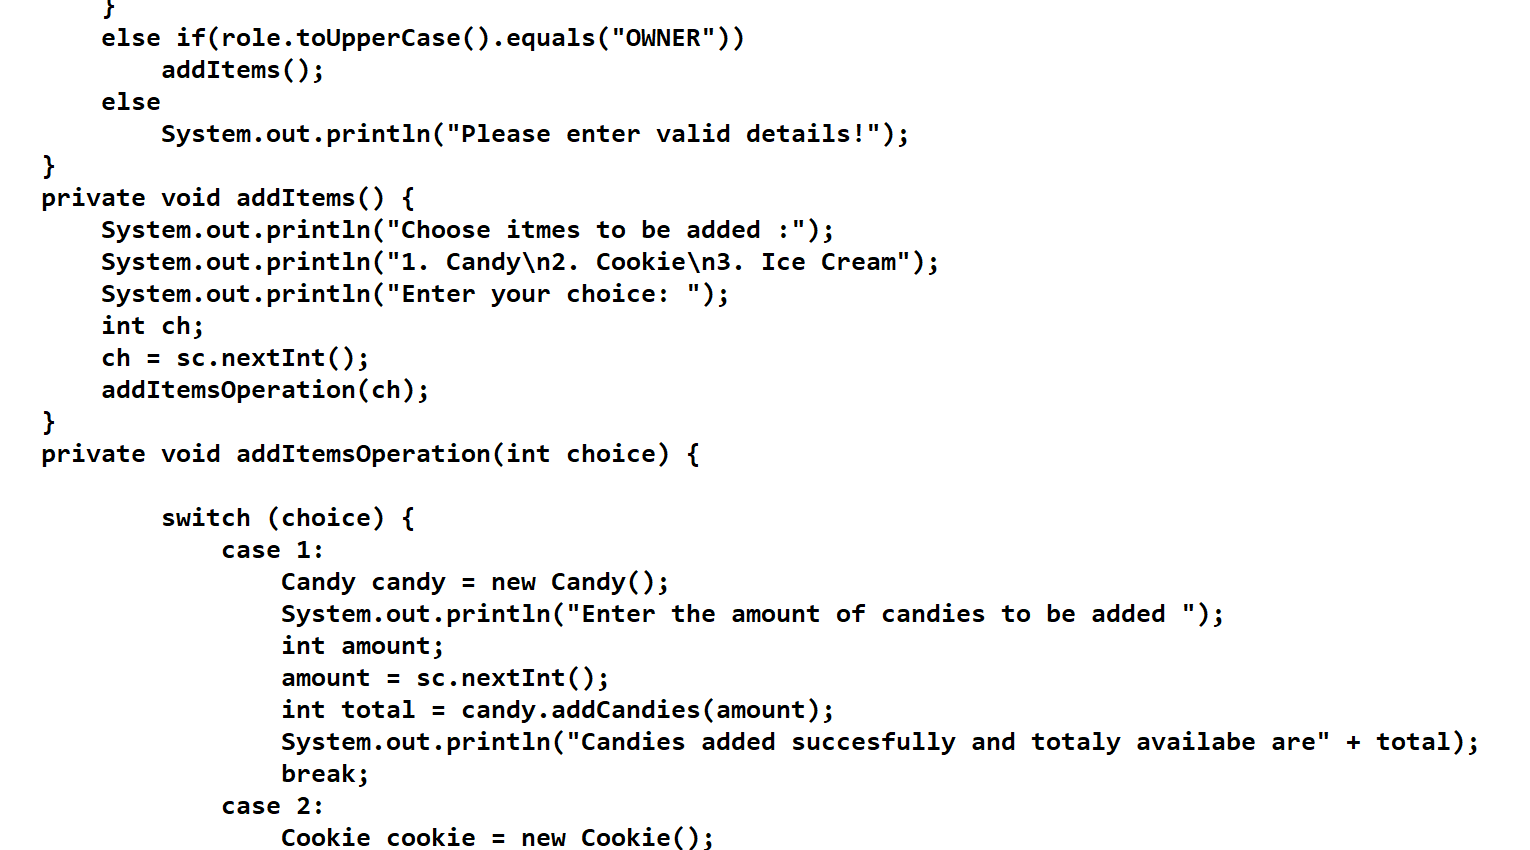 }
else if(role.toUpperCase().equals("OWNER"))
addItems();
else
System.out.println("Please enter valid details!");
}
private void addItems() {
System.out.println("Choose itmes to be added :");
System.out.println("1. Candy\n2. Cookie\n3. Ice Cream");
System.out.println("Enter your choice: ");
int ch;
ch = sc.nextInt();
addItemsOperation(ch);
}
private void addItemsOperation(int choice) {
switch (choice) {
case 1:
Candy candy = new Candy();
System.out.println("Enter the amount of candies to be added ");
int amount;
amount = sc.nextInt();
int total = candy.addCandies(amount);
System.out.println("Candies added succesfully and totaly availabe are" + total);
break;
case 2:
Cookie cookie = new Cookie();